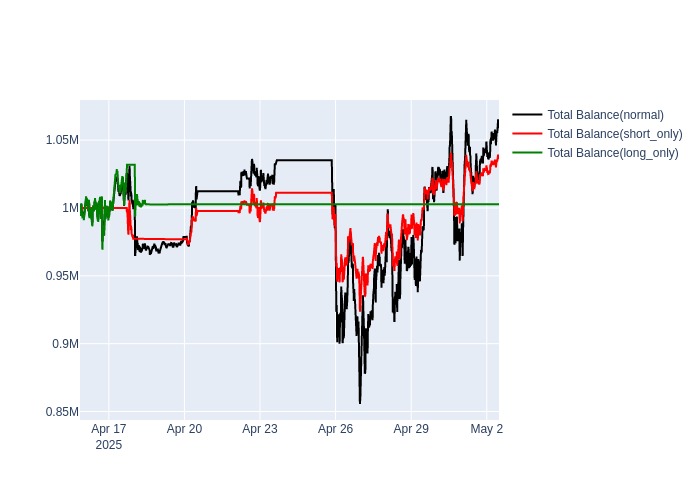 Total Balance(normal)
Total Balance(short_only)
Total Balance(long_only)
1.05M
1M
0.95M
0.9M
0.85M
Apr 17
2025
Apr 20
Apr 23
Apr 26
Apr 29
May 2